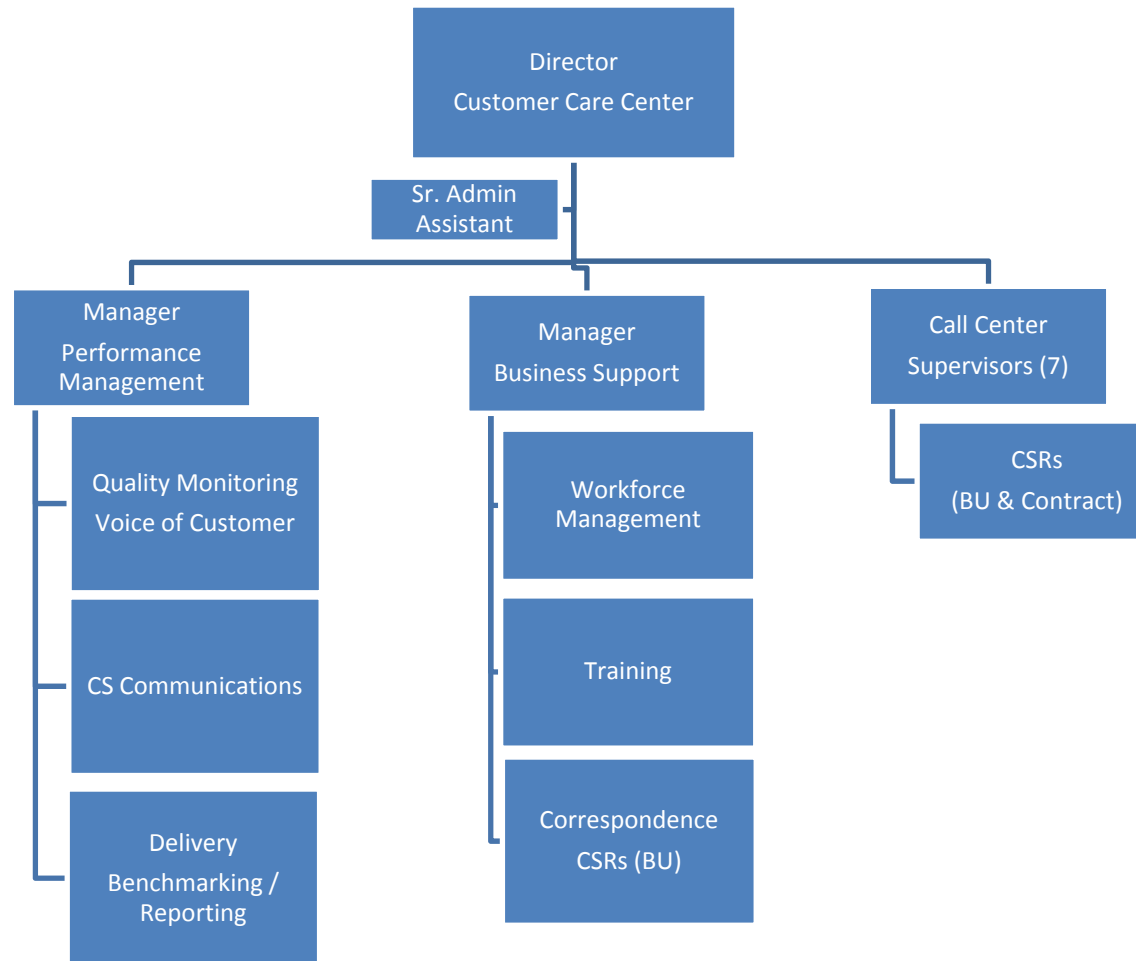 Director
Customer Care Center
Sr. Admin
Assistant
Manager
Performance
Management
Manager
Business Support
Call Center
Supervisors (7)
Quality Monitoring
Voice of Customer
Workforce
Management
CSRs
(BU & Contract)
CS Communications
Training
Delivery
Benchmarking /
Reporting
Correspondence
CSRs (BU)